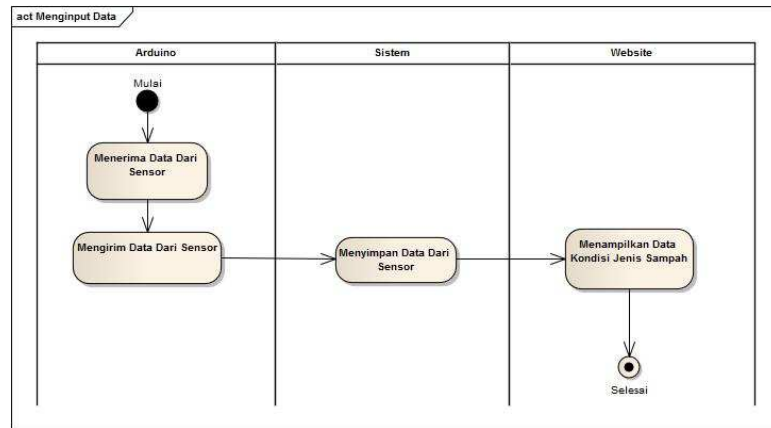 act Menginput Data
Arduino
Sistem
Website
Mulai
Menerima Data Dari
Sensor
Mengirim Data Dari Sensor
Menyimpan Data Dari
Sensor
Menampilkan Data
Kondisi Jenis Sampah
Selesai